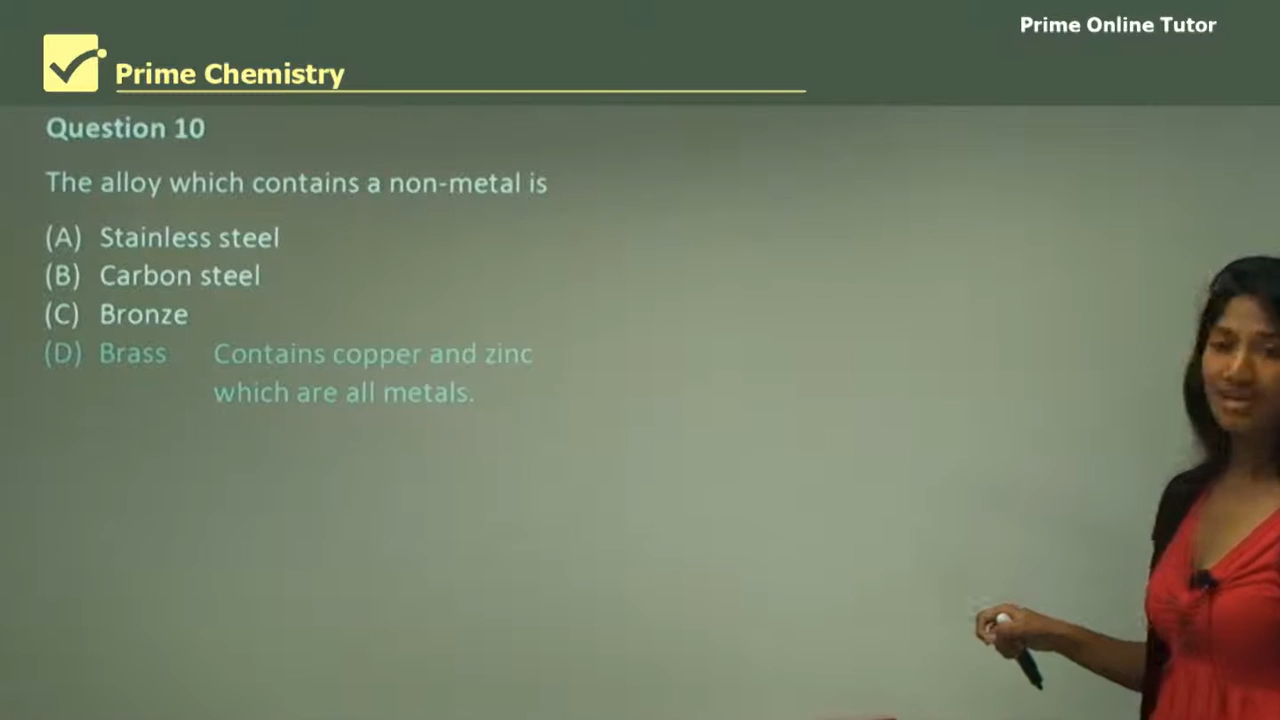 Prime Online Tutor
Prime Chemistry
Question 10
The alloy which contains a non-metal is
(A) Stainless steel
(B) Carbon steel
(C) Bronze
(D) Brass Contains copper and zinc
which are all metals.